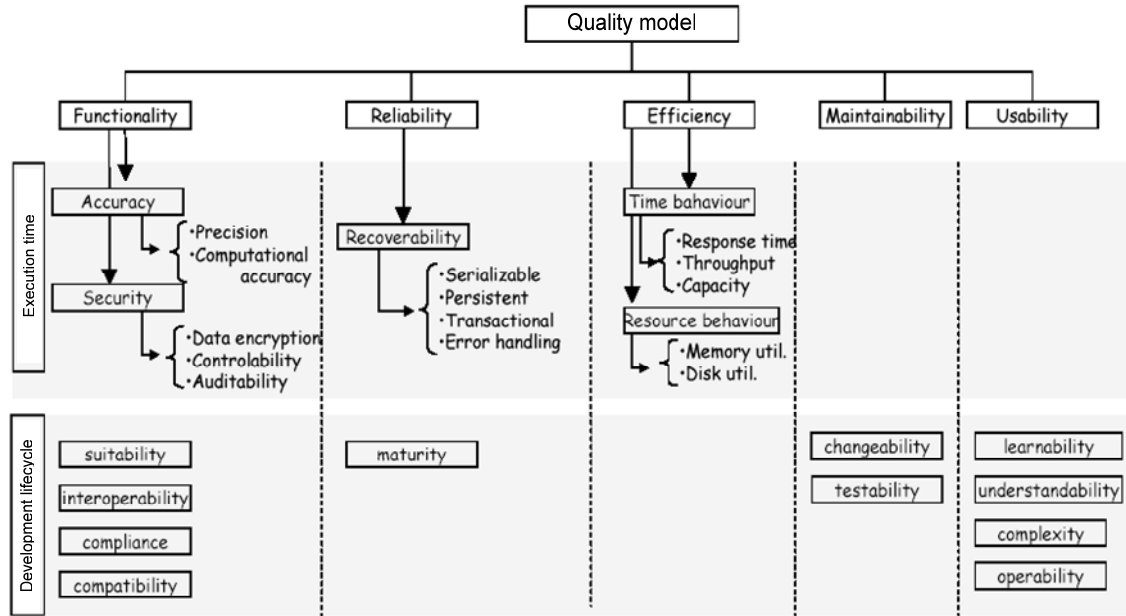 Quality model
Functionality
Reliability
Efficiency
Maintainability
Usability
Execution time
Accuracy
•Precision
•Computational
accuracy
Security
•Data encryption
•Controlability
•Auditability
Recoverability
•Serializable
•Persistent
•Transactional
•Error handling
Time bahaviour
•Response time
•Throughput
•Capacity
Resource behaviour
•Memory util.
•Disk util.
Development lifecycle
suitability
interoperability
compliance
compatibility
maturity
changeability
testability
learnability
understandability
complexity
operability